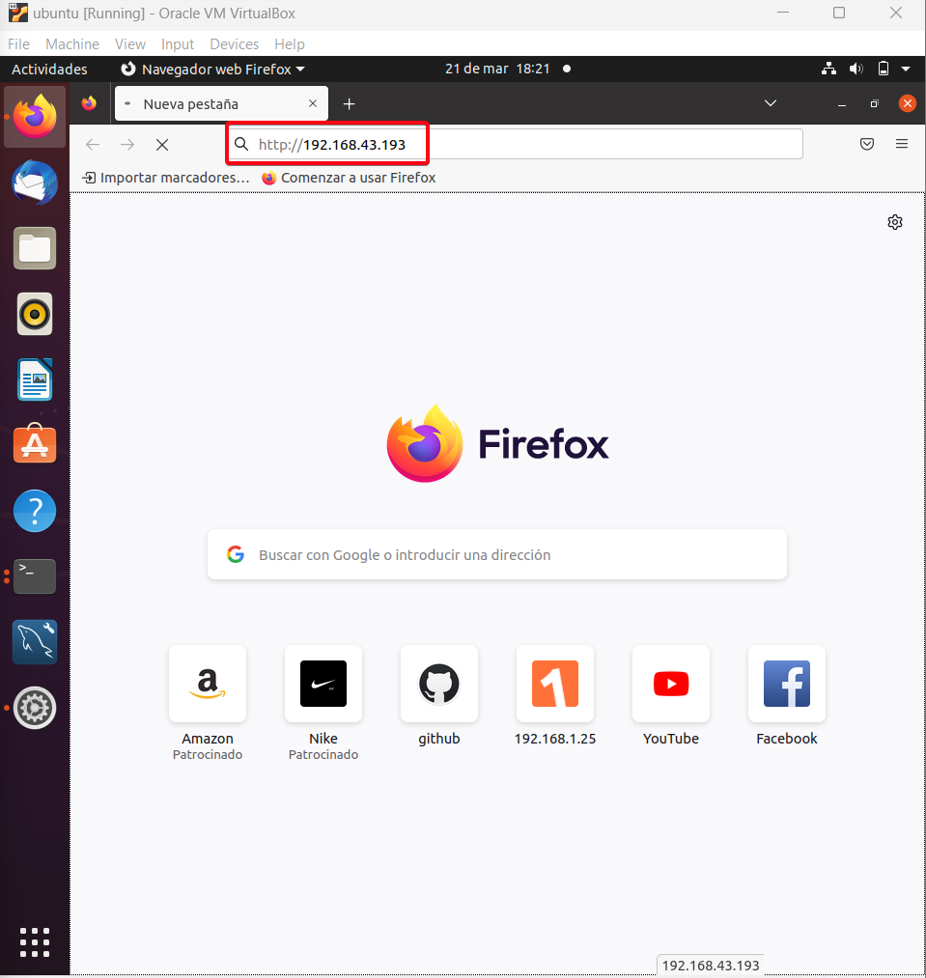 ubuntu [Running] - Oracle VM VirtualBox
File Machine View Input Devices Help
Actividades Navegador web Firefox 21 de mar 18:21
Nueva pestaña
http://192.168.43.193
Importar marcadores... Comenzar a usar Firefox
Firefox
Buscar con Google o introducir una dirección
Amazon Nike github 192.168.1.25 YouTube Facebook
Patrocinado Patrocinado
192.168.43.193